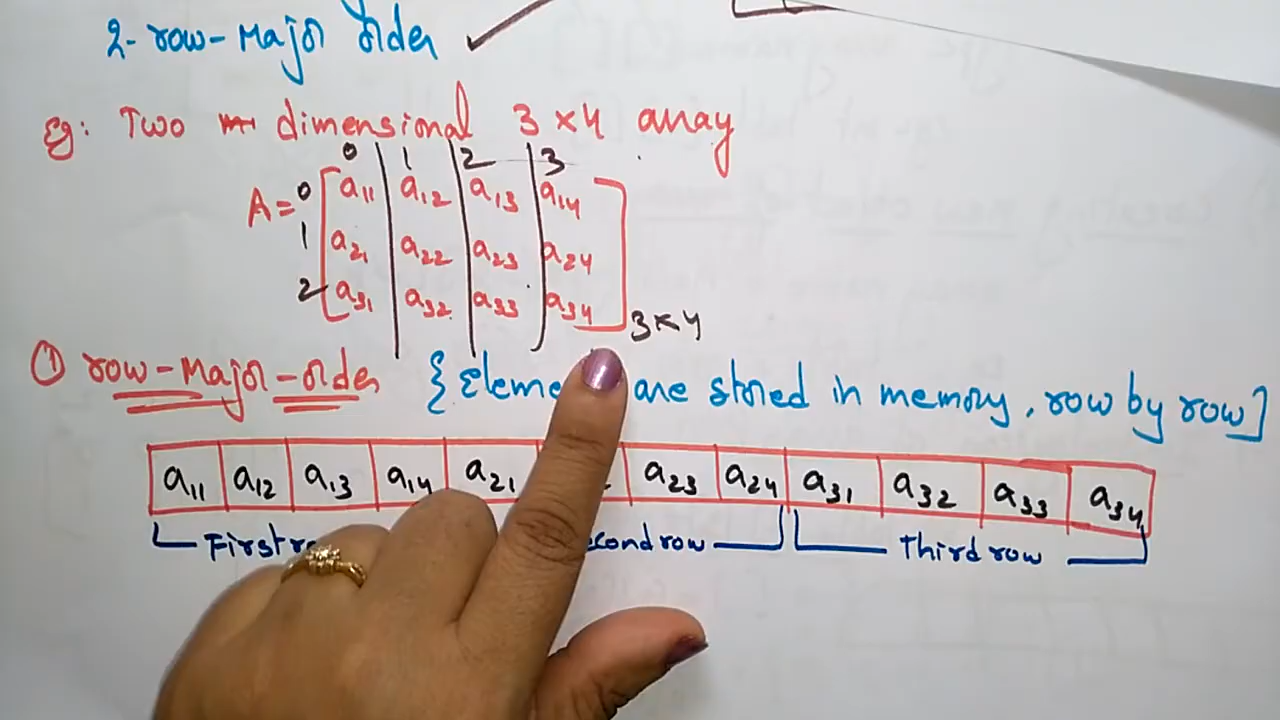 2- row-Major order ✓
Eg: Two dimensional 3×4 array
0 1 2 3
A= 0 [ a11 a12 a13 a14 ]
1 a21 a22 a23 a24
2 a31 a32 a33 a34 3×4
① row-Major-order { are stored in memory, row by row]
a11 a12 a13 a14 a21 a23 a24 a31 a32 a33 a34
First row Third row